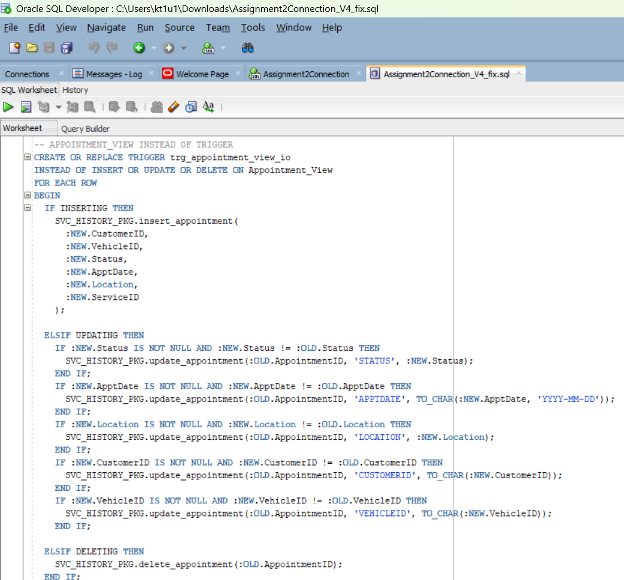 Oracle SQL Developer : C:\Users\kt1u1\Downloads\Assignment2Connection_V4_fix.sql
File Edit View Navigate Run Source Team Tools Window Help
Connections Messages - Log Welcome Page Assignment2Connection Assignment2Connection_V4_fix.sql
SQL Worksheet History
Worksheet Query Builder
-- APPOINTMENT_VIEW INSTEAD OF TRIGGER
CREATE OR REPLACE TRIGGER trg_appointment_view_io
INSTEAD OF INSERT OR UPDATE OR DELETE ON Appointment_View
FOR EACH ROW
BEGIN
IF INSERTING THEN
SVC_HISTORY_PKG.insert_appointment(
:NEW.CustomerID,
:NEW.VehicleID,
:NEW.Status,
:NEW.ApptDate,
:NEW.Location,
:NEW.ServiceID
);
ELSIF UPDATING THEN
IF :NEW.Status IS NOT NULL AND :NEW.Status != :OLD.Status THEN
SVC_HISTORY_PKG.update_appointment(:OLD.AppointmentID, 'STATUS', :NEW.Status);
END IF;
IF :NEW.ApptDate IS NOT NULL AND :NEW.ApptDate != :OLD.ApptDate THEN
SVC_HISTORY_PKG.update_appointment(:OLD.AppointmentID, 'APPTDATE', TO_CHAR(:NEW.ApptDate, 'YYYY-MM-DD'));
END IF;
IF :NEW.Location IS NOT NULL AND :NEW.Location != :OLD.Location THEN
SVC_HISTORY_PKG.update_appointment(:OLD.AppointmentID, 'LOCATION', :NEW.Location);
END IF;
IF :NEW.CustomerID IS NOT NULL AND :NEW.CustomerID != :OLD.CustomerID THEN
SVC_HISTORY_PKG.update_appointment(:OLD.AppointmentID, 'CUSTOMERID', TO_CHAR(:NEW.CustomerID));
END IF;
IF :NEW.VehicleID IS NOT NULL AND :NEW.VehicleID != :OLD.VehicleID THEN
SVC_HISTORY_PKG.update_appointment(:OLD.AppointmentID, 'VEHICLEID', TO_CHAR(:NEW.VehicleID));
END IF;
ELSIF DELETING THEN
SVC_HISTORY_PKG.delete_appointment(:OLD.AppointmentID);
END IF;